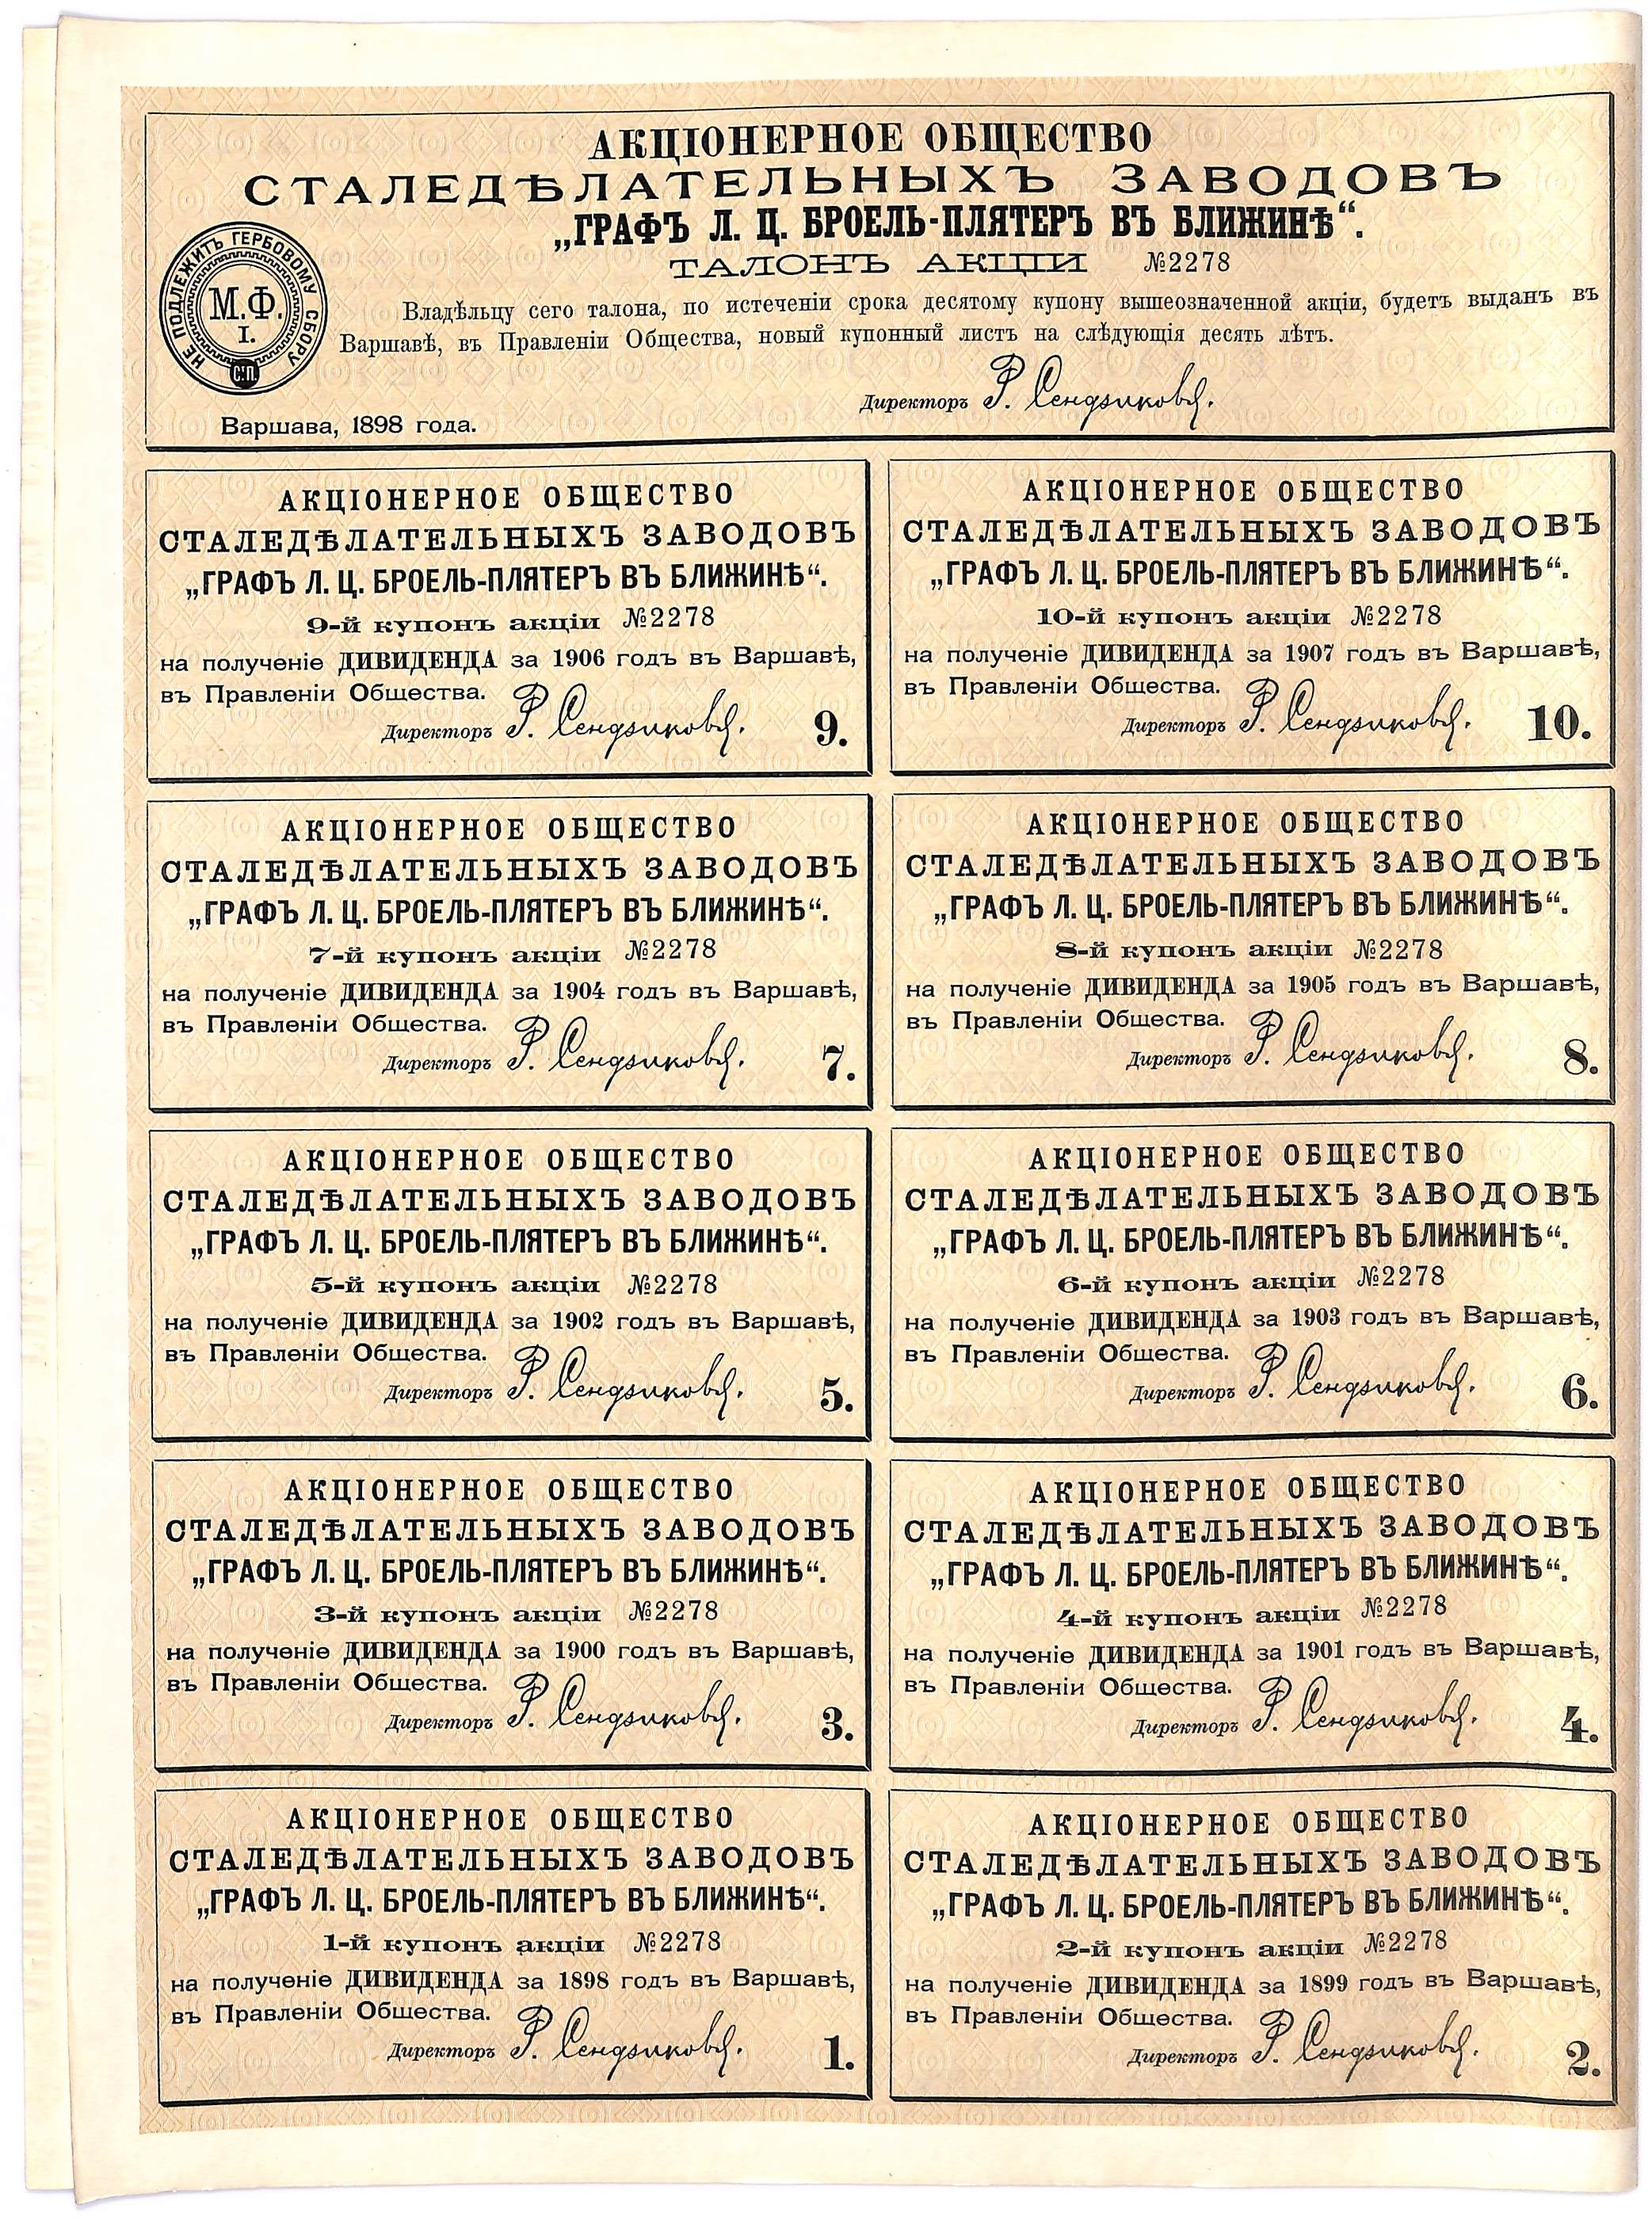 АКЦІОНЕРНОЕ ОБЩЕСТВО
СТАЛЕДѢЛАТЕЛЬНЫХЪ ЗАВОДОВЪ
„ГРАФЪ Л. Ц. БРОЕЛЬ-ПЛЯТЕРЪ ВЪ БЛИЖИНѢ“.
ТАЛОНЪ АКЦІИ №2278
НЕ ПОДЛЕЖИТЪ ГЕРБОВОМУ СБОРУ
М.Ф.
I.
С.П.
Владѣльцу сего талона, по истеченіи срока десятому купону вышеозначенной акціи, будетъ выданъ въ
Варшавѣ, въ Правленіи Общества, новый купонный листъ на слѣдующія десять лѣтъ.
Директоръ Р. Сендзиковъ.
Варшава, 1898 года.
АКЦІОНЕРНОЕ ОБЩЕСТВО
СТАЛЕДѢЛАТЕЛЬНЫХЪ ЗАВОДОВЪ
„ГРАФЪ Л. Ц. БРОЕЛЬ-ПЛЯТЕРЪ ВЪ БЛИЖИНѢ“.
9-й купонъ акціи №2278
на полученіе ДИВИДЕНДА за 1906 годъ въ Варшавѣ,
въ Правленіи Общества.
Директоръ Р. Сендзиковъ. 9.
АКЦІОНЕРНОЕ ОБЩЕСТВО
СТАЛЕДѢЛАТЕЛЬНЫХЪ ЗАВОДОВЪ
„ГРАФЪ Л. Ц. БРОЕЛЬ-ПЛЯТЕРЪ ВЪ БЛИЖИНѢ“.
10-й купонъ акціи №2278
на полученіе ДИВИДЕНДА за 1907 годъ въ Варшавѣ,
въ Правленіи Общества.
Директоръ Р. Сендзиковъ. 10.
АКЦІОНЕРНОЕ ОБЩЕСТВО
СТАЛЕДѢЛАТЕЛЬНЫХЪ ЗАВОДОВЪ
„ГРАФЪ Л. Ц. БРОЕЛЬ-ПЛЯТЕРЪ ВЪ БЛИЖИНѢ“.
7-й купонъ акціи №2278
на полученіе ДИВИДЕНДА за 1904 годъ въ Варшавѣ,
въ Правленіи Общества.
Директоръ Р. Сендзиковъ. 7.
АКЦІОНЕРНОЕ ОБЩЕСТВО
СТАЛЕДѢЛАТЕЛЬНЫХЪ ЗАВОДОВЪ
„ГРАФЪ Л. Ц. БРОЕЛЬ-ПЛЯТЕРЪ ВЪ БЛИЖИНѢ“.
8-й купонъ акціи №2278
на полученіе ДИВИДЕНДА за 1905 годъ въ Варшавѣ,
въ Правленіи Общества.
Директоръ Р. Сендзиковъ. 8.
АКЦІОНЕРНОЕ ОБЩЕСТВО
СТАЛЕДѢЛАТЕЛЬНЫХЪ ЗАВОДОВЪ
„ГРАФЪ Л. Ц. БРОЕЛЬ-ПЛЯТЕРЪ ВЪ БЛИЖИНѢ“.
5-й купонъ акціи №2278
на полученіе ДИВИДЕНДА за 1902 годъ въ Варшавѣ,
въ Правленіи Общества.
Директоръ Р. Сендзиковъ. 5.
АКЦІОНЕРНОЕ ОБЩЕСТВО
СТАЛЕДѢЛАТЕЛЬНЫХЪ ЗАВОДОВЪ
„ГРАФЪ Л. Ц. БРОЕЛЬ-ПЛЯТЕРЪ ВЪ БЛИЖИНѢ“.
6-й купонъ акціи №2278
на полученіе ДИВИДЕНДА за 1903 годъ въ Варшавѣ,
въ Правленіи Общества.
Директоръ Р. Сендзиковъ. 6.
АКЦІОНЕРНОЕ ОБЩЕСТВО
СТАЛЕДѢЛАТЕЛЬНЫХЪ ЗАВОДОВЪ
„ГРАФЪ Л. Ц. БРОЕЛЬ-ПЛЯТЕРЪ ВЪ БЛИЖИНѢ“.
3-й купонъ акціи №2278
на полученіе ДИВИДЕНДА за 1900 годъ въ Варшавѣ,
въ Правленіи Общества.
Директоръ Р. Сендзиковъ. 3.
АКЦІОНЕРНОЕ ОБЩЕСТВО
СТАЛЕДѢЛАТЕЛЬНЫХЪ ЗАВОДОВЪ
„ГРАФЪ Л. Ц. БРОЕЛЬ-ПЛЯТЕРЪ ВЪ БЛИЖИНѢ“.
4-й купонъ акціи №2278
на полученіе ДИВИДЕНДА за 1901 годъ въ Варшавѣ,
въ Правленіи Общества.
Директоръ Р. Сендзиковъ. 4.
АКЦІОНЕРНОЕ ОБЩЕСТВО
СТАЛЕДѢЛАТЕЛЬНЫХЪ ЗАВОДОВЪ
„ГРАФЪ Л. Ц. БРОЕЛЬ-ПЛЯТЕРЪ ВЪ БЛИЖИНѢ“.
1-й купонъ акціи №2278
на полученіе ДИВИДЕНДА за 1898 годъ въ Варшавѣ,
въ Правленіи Общества.
Директоръ Р. Сендзиковъ. 1.
АКЦІОНЕРНОЕ ОБЩЕСТВО
СТАЛЕДѢЛАТЕЛЬНЫХЪ ЗАВОДОВЪ
„ГРАФЪ Л. Ц. БРОЕЛЬ-ПЛЯТЕРЪ ВЪ БЛИЖИНѢ“.
2-й купонъ акціи №2278
на полученіе ДИВИДЕНДА за 1899 годъ въ Варшавѣ,
въ Правленіи Общества.
Директоръ Р. Сендзиковъ. 2.